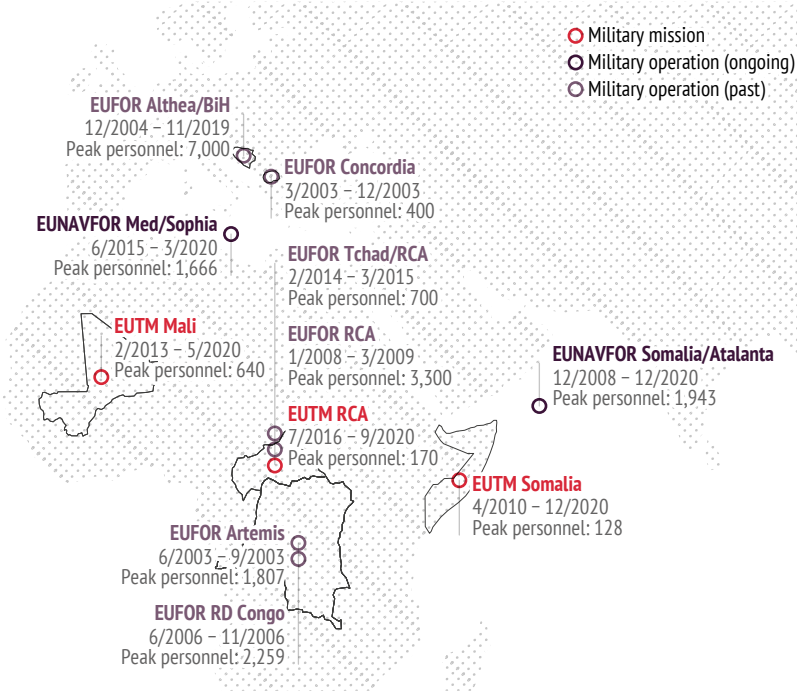 Military mission
Military operation (ongoing)
Military operation (past)
EUFOR Althea/BiH
12/2004 – 11/2019
Peak personnel: 7,000
EUFOR Concordia
3/2003 – 12/2003
Peak personnel: 400
EUNAVFOR Med/Sophia
6/2015 – 3/2020
Peak personnel: 1,666
EUFOR Tchad/RCA
2/2014 – 3/2015
Peak personnel: 700
EUTM Mali
2/2013 – 5/2020
Peak personnel: 640
EUFOR RCA
1/2008 – 3/2009
Peak personnel: 3,300
EUNAVFOR Somalia/Atalanta
12/2008 – 12/2020
Peak personnel: 1,943
EUTM RCA
7/2016 – 9/2020
Peak personnel: 170
EUTM Somalia
4/2010 – 12/2020
Peak personnel: 128
EUFOR Artemis
6/2003 – 9/2003
Peak personnel: 1,807
EUFOR RD Congo
6/2006 – 11/2006
Peak personnel: 2,259